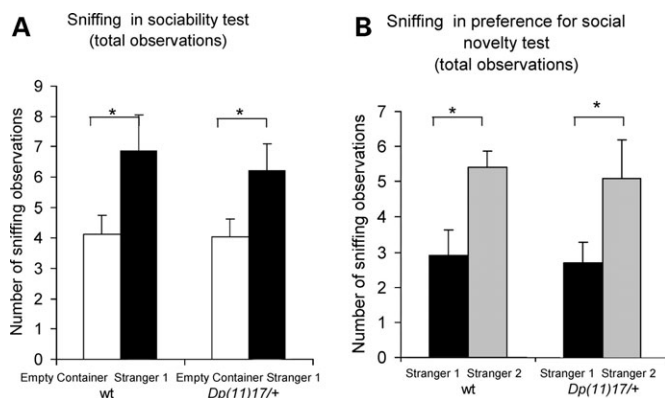 A
Sniffing in sociability test
(total observations)
Number of sniffing observations
9
8
7
6
5
4
3
2
1
0
*
*
Empty Container Stranger 1
Empty Container Stranger 1
wt
Dp(11)17/+
B
Sniffing in preference for social
novelty test
(total observations)
Number of sniffing observations
7
6
5
4
3
2
1
0
*
*
Stranger 1 Stranger 2
Stranger 1 Stranger 2
wt
Dp(11)17/+